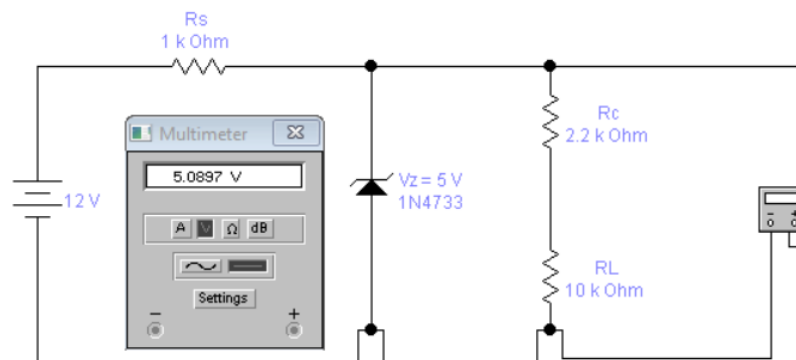 Rs
1 k Ohm
Multimeter
5.0897 V
A V Ω dB
Settings
− +
12 V
Vz = 5 V
1N4733
Rc
2.2 k Ohm
RL
10 k Ohm
− +